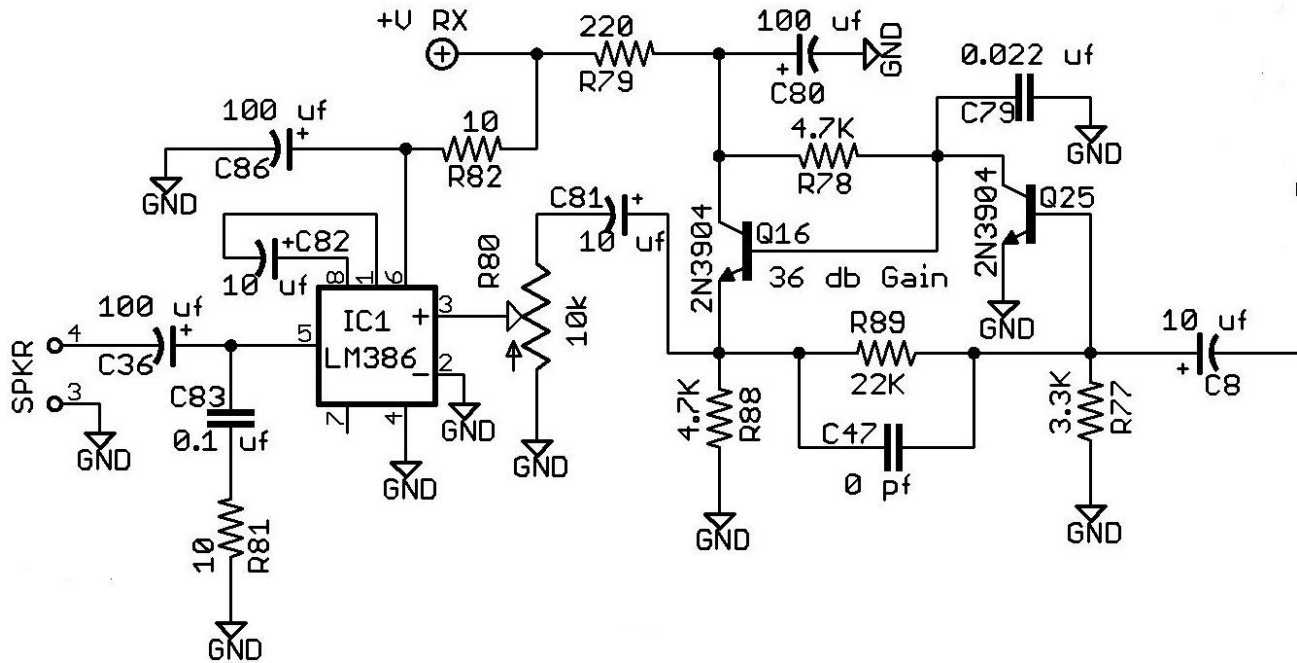 +V RX
220
R79
100 uf
C80
GND
0.022 uf
C79
GND
100 uf
C86
GND
10
R82
4.7K
R78
C81
10 uf
2N3904
Q16
36 db Gain
2N3904
Q25
GND
C82
10 uf
8
1
6
R80
10k
GND
IC1
LM386
+
3
-
2
GND
5
7
4
GND
100 uf
C36
SPKR
4
3
GND
C83
0.1 uf
10
R81
GND
R89
22K
C47
0 pf
4.7K
R88
GND
3.3K
R77
GND
10 uf
C8